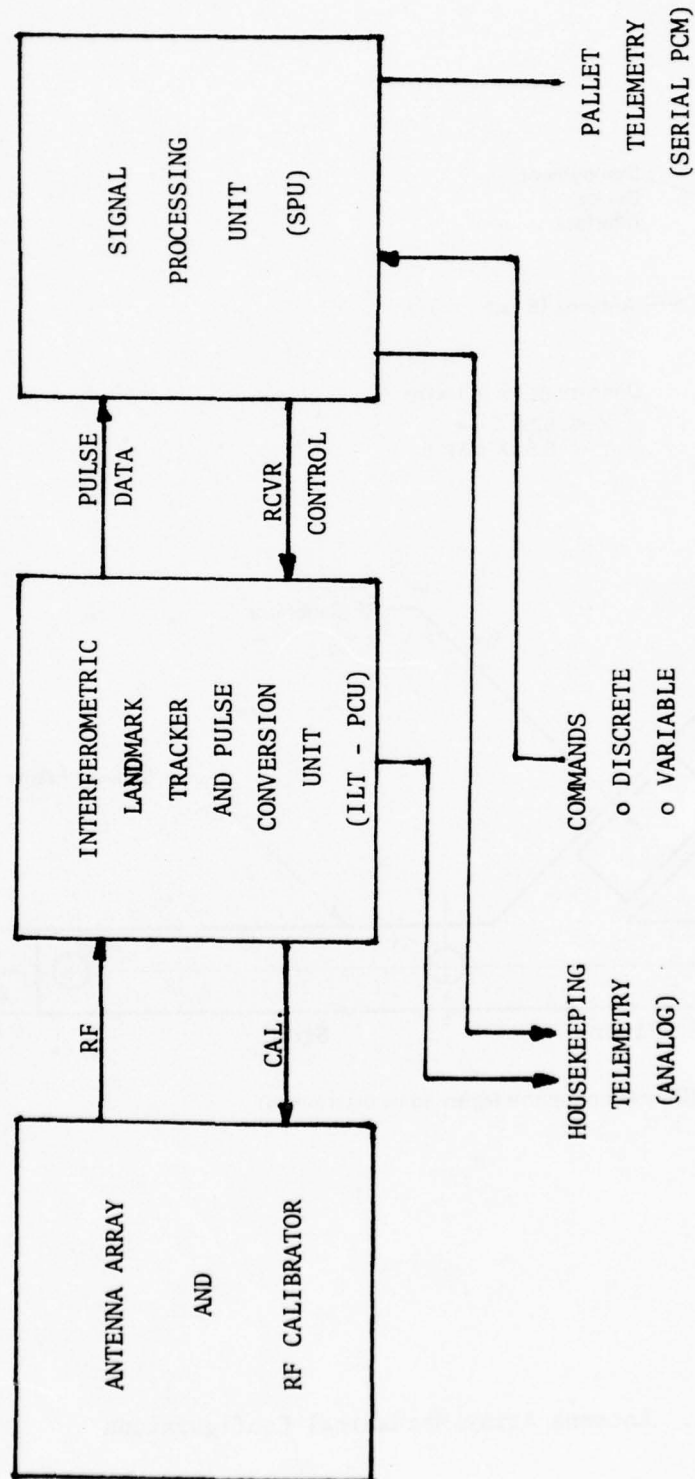 ANTENNA ARRAY
AND
RF CALIBRATOR
RF
CAL.
INTERFEROMETRIC
LANDMARK
TRACKER
AND PULSE
CONVERSION
UNIT
(ILT - PCU)
PULSE
DATA
RCVR
CONTROL
SIGNAL
PROCESSING
UNIT
(SPU)
HOUSEKEEPING
TELEMETRY
(ANALOG)
COMMANDS
o DISCRETE
o VARIABLE
PALLET
TELEMETRY
(SERIAL PCM)